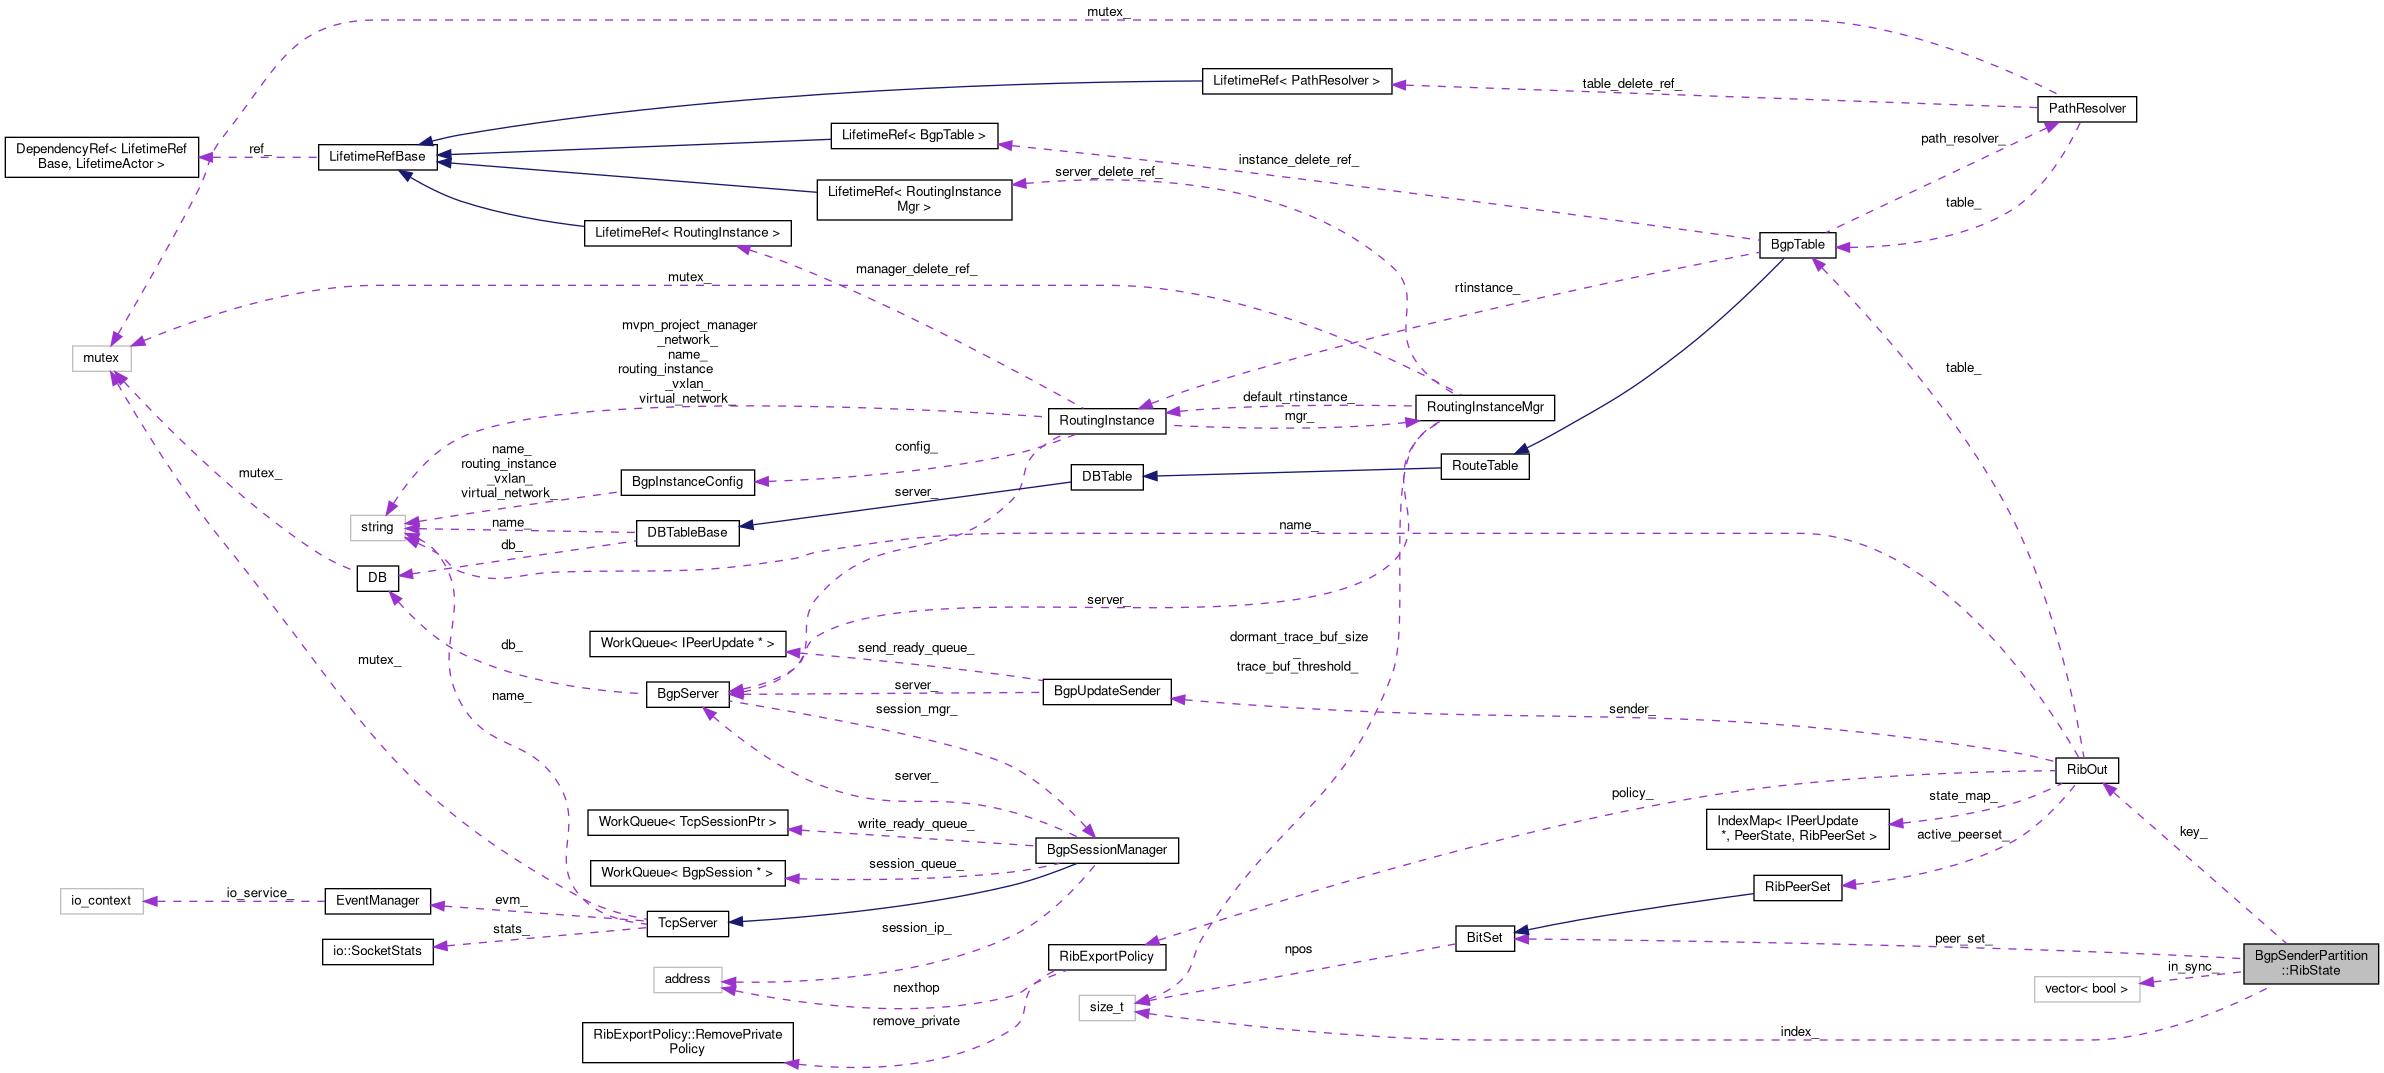 mutex_
LifetimeRef< PathResolver >
table_delete_ref_
PathResolver
LifetimeRef< BgpTable >
path_resolver_
DependencyRef< LifetimeRef
Base, LifetimeActor >
ref_
LifetimeRefBase
instance_delete_ref_
server_delete_ref_
LifetimeRef< RoutingInstance
Mgr >
table_
LifetimeRef< RoutingInstance >
BgpTable
manager_delete_ref_
mutex_
rtinstance_
mvpn_project_manager
_network_
name_
routing_instance
_vxlan_
virtual_network_
mutex
table_
default_rtinstance_
RoutingInstanceMgr
RoutingInstance
mgr_
config_
name_
routing_instance
_vxlan_
virtual_network_
mutex_
BgpInstanceConfig
DBTable
RouteTable
server_
string
name_
DBTableBase
name_
db_
DB
server_
WorkQueue< IPeerUpdate * >
send_ready_queue_
dormant_trace_buf_size
_
trace_buf_threshold_
db_
mutex_
name_
BgpServer
server_
BgpUpdateSender
session_mgr_
sender_
server_
RibOut
policy_
state_map_
WorkQueue< TcpSessionPtr >
write_ready_queue_
IndexMap< IPeerUpdate
*, PeerState, RibPeerSet >
active_peerset_
key_
BgpSessionManager
WorkQueue< BgpSession * >
session_queue_
RibPeerSet
io_context
io_service_
EventManager
evm_
TcpServer
stats_
session_ip_
io::SocketStats
BitSet
peer_set_
npos
RibExportPolicy
BgpSenderPartition
::RibState
in_sync_
address
nexthop
vector< bool >
size_t
remove_private
RibExportPolicy::RemovePrivate
Policy
index_